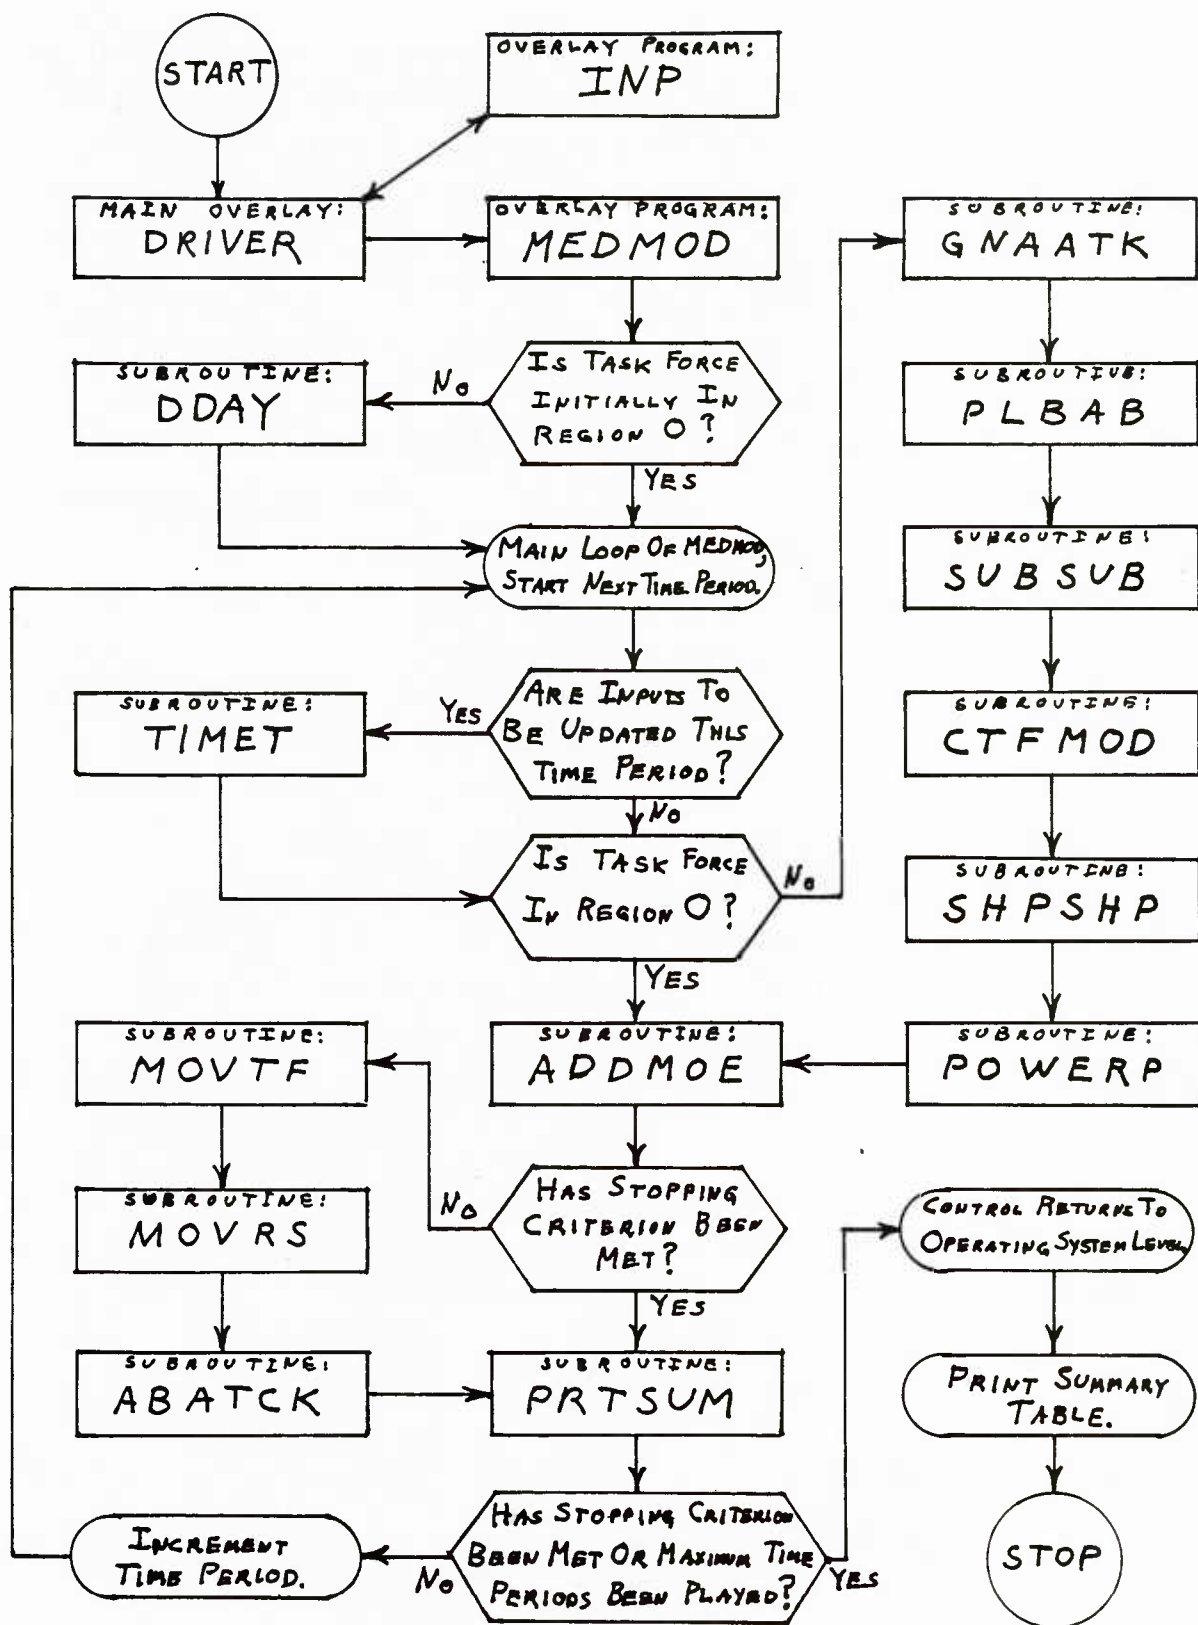 START
OVERLAY PROGRAM:
INP
MAIN OVERLAY:
DRIVER
OVERLAY PROGRAM:
MEDMOD
SUBROUTINE:
GNAATK
SUBROUTINE:
DDAY
NO
IS TASK FORCE
INITIALLY IN
REGION O?
YES
SUBROUTINE:
PLBAB
MAIN LOOP OF MEDMOD,
START NEXT TIME PERIOD.
SUBROUTINE:
SUBSUB
SUBROUTINE:
TIMET
YES
ARE INPUTS TO
BE UPDATED THIS
TIME PERIOD?
NO
SUBROUTINE:
CTFMOD
IS TASK FORCE
IN REGION O?
NO
YES
SUBROUTINE:
SHPSHP
SUBROUTINE:
MOVTF
SUBROUTINE:
ADDMOE
SUBROUTINE:
POWERP
SUBROUTINE:
MOVRS
NO
HAS STOPPING
CRITERION BEEN
MET?
YES
CONTROL RETURNS TO
OPERATING SYSTEM LEVEL.
SUBROUTINE:
ABATCK
SUBROUTINE:
PRTSUM
PRINT SUMMARY
TABLE.
INCREMENT
TIME PERIOD.
NO
HAS STOPPING CRITERION
BEEN MET OR MAXIMUM TIME
PERIODS BEEN PLAYED?
YES
STOP